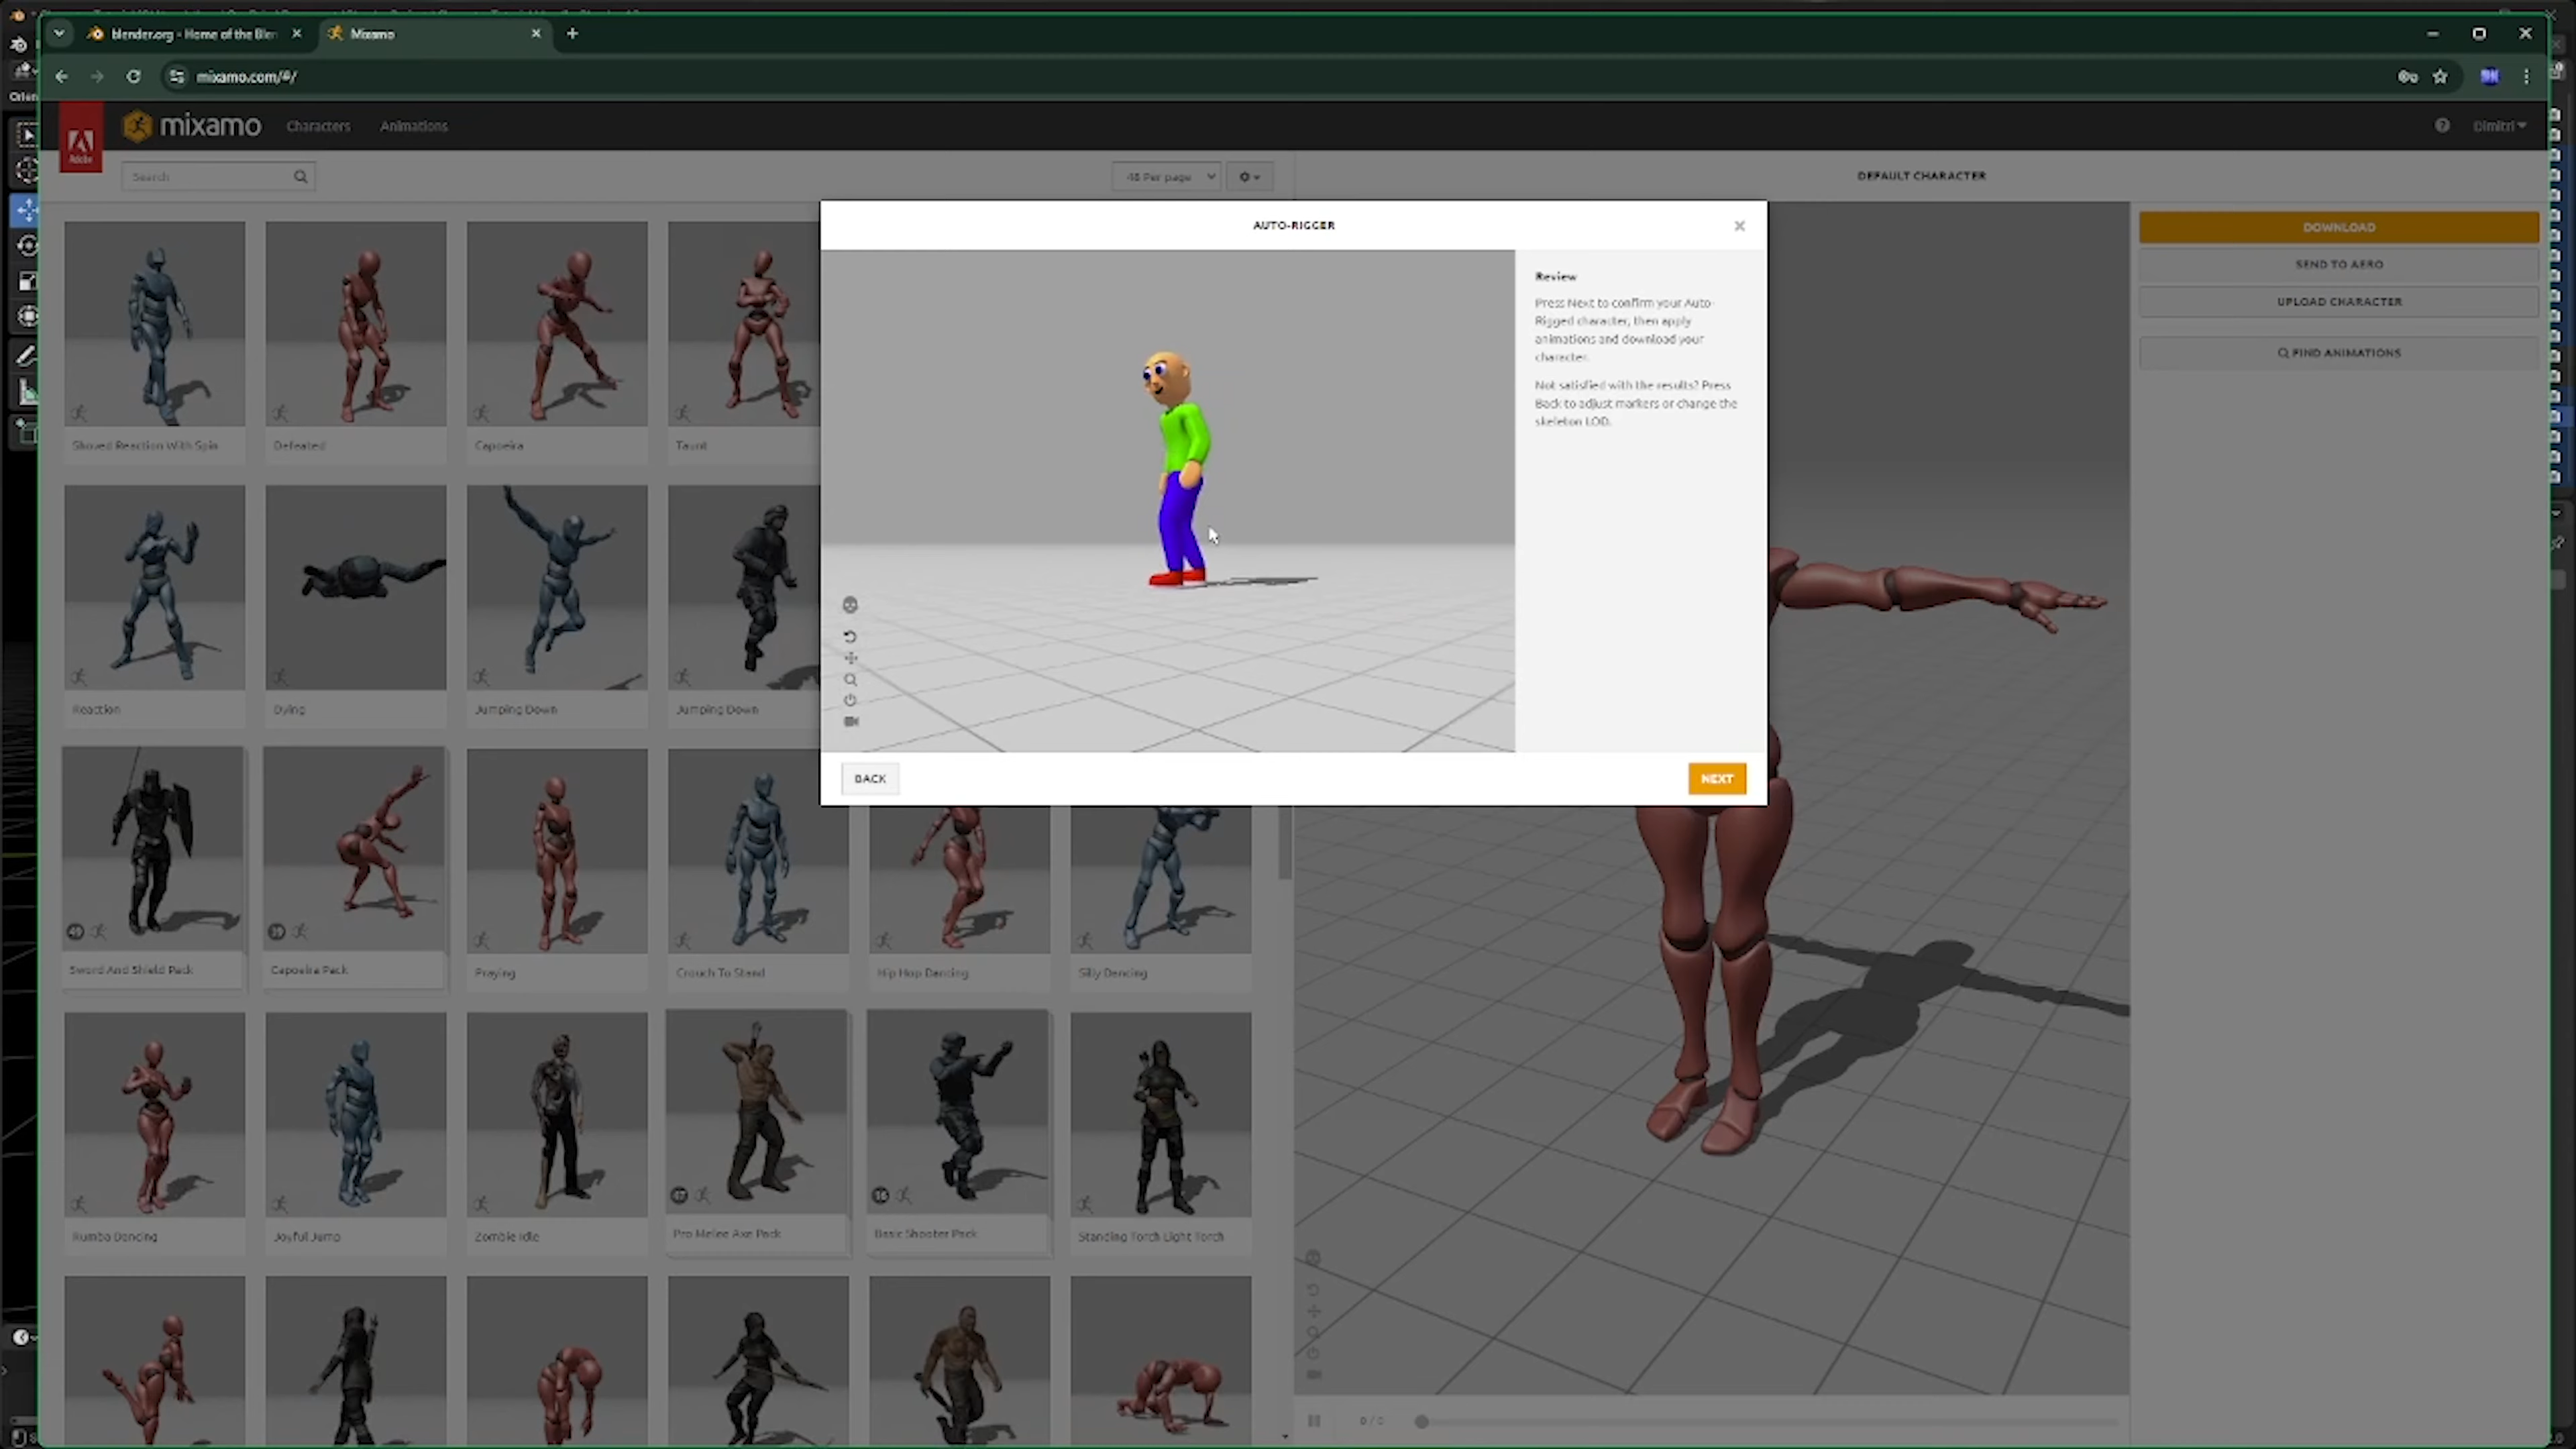 blender.org - Home of the Blen
Mixamo
mixamo.com/#/
Adobe
mixamo
Characters
Animations
Dimitri
Search
48 Per page
DEFAULT CHARACTER
AUTO-RIGGER
DOWNLOAD
SEND TO AERO
UPLOAD CHARACTER
FIND ANIMATIONS
Review
Press Next to confirm your Auto-
Rigged character, then apply
animations and download your
character.
Not satisfied with the results? Press
Back to adjust markers or change the
skeleton LOD.
BACK
NEXT
Shoved Reaction With Spin
Defeated
Capoeira
Taunt
Reaction
Dying
Jumping Down
Jumping Down
Sword And Shield Pack
Capoeira Pack
Praying
Crouch To Stand
Hip Hop Dancing
Silly Dancing
Rumba Dancing
Joyful Jump
Zombie Idle
Pro Melee Axe Pack
Basic Shooter Pack
Standing Torch Light Torch
0 / 0